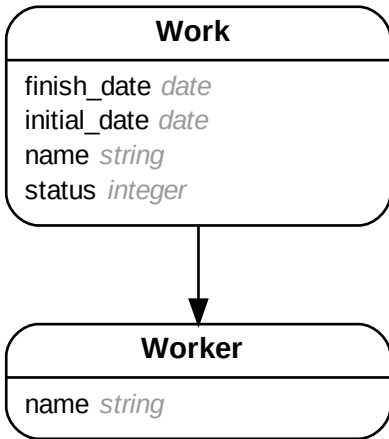 Work
finish_date date
initial_date date
name string
status integer
Worker
name string